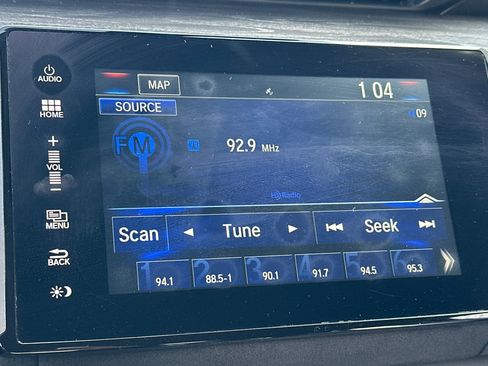 AUDIO
MAP
1 04
SOURCE
HOME
09
FM
92.9 MHz
+
VOL
−
HD Radio
MENU
Scan ◄ Tune ► ⏮ Seek ⏭
BACK
1 2 3 4 5 6
94.1 88.5-1 90.1 91.7 94.5 95.3